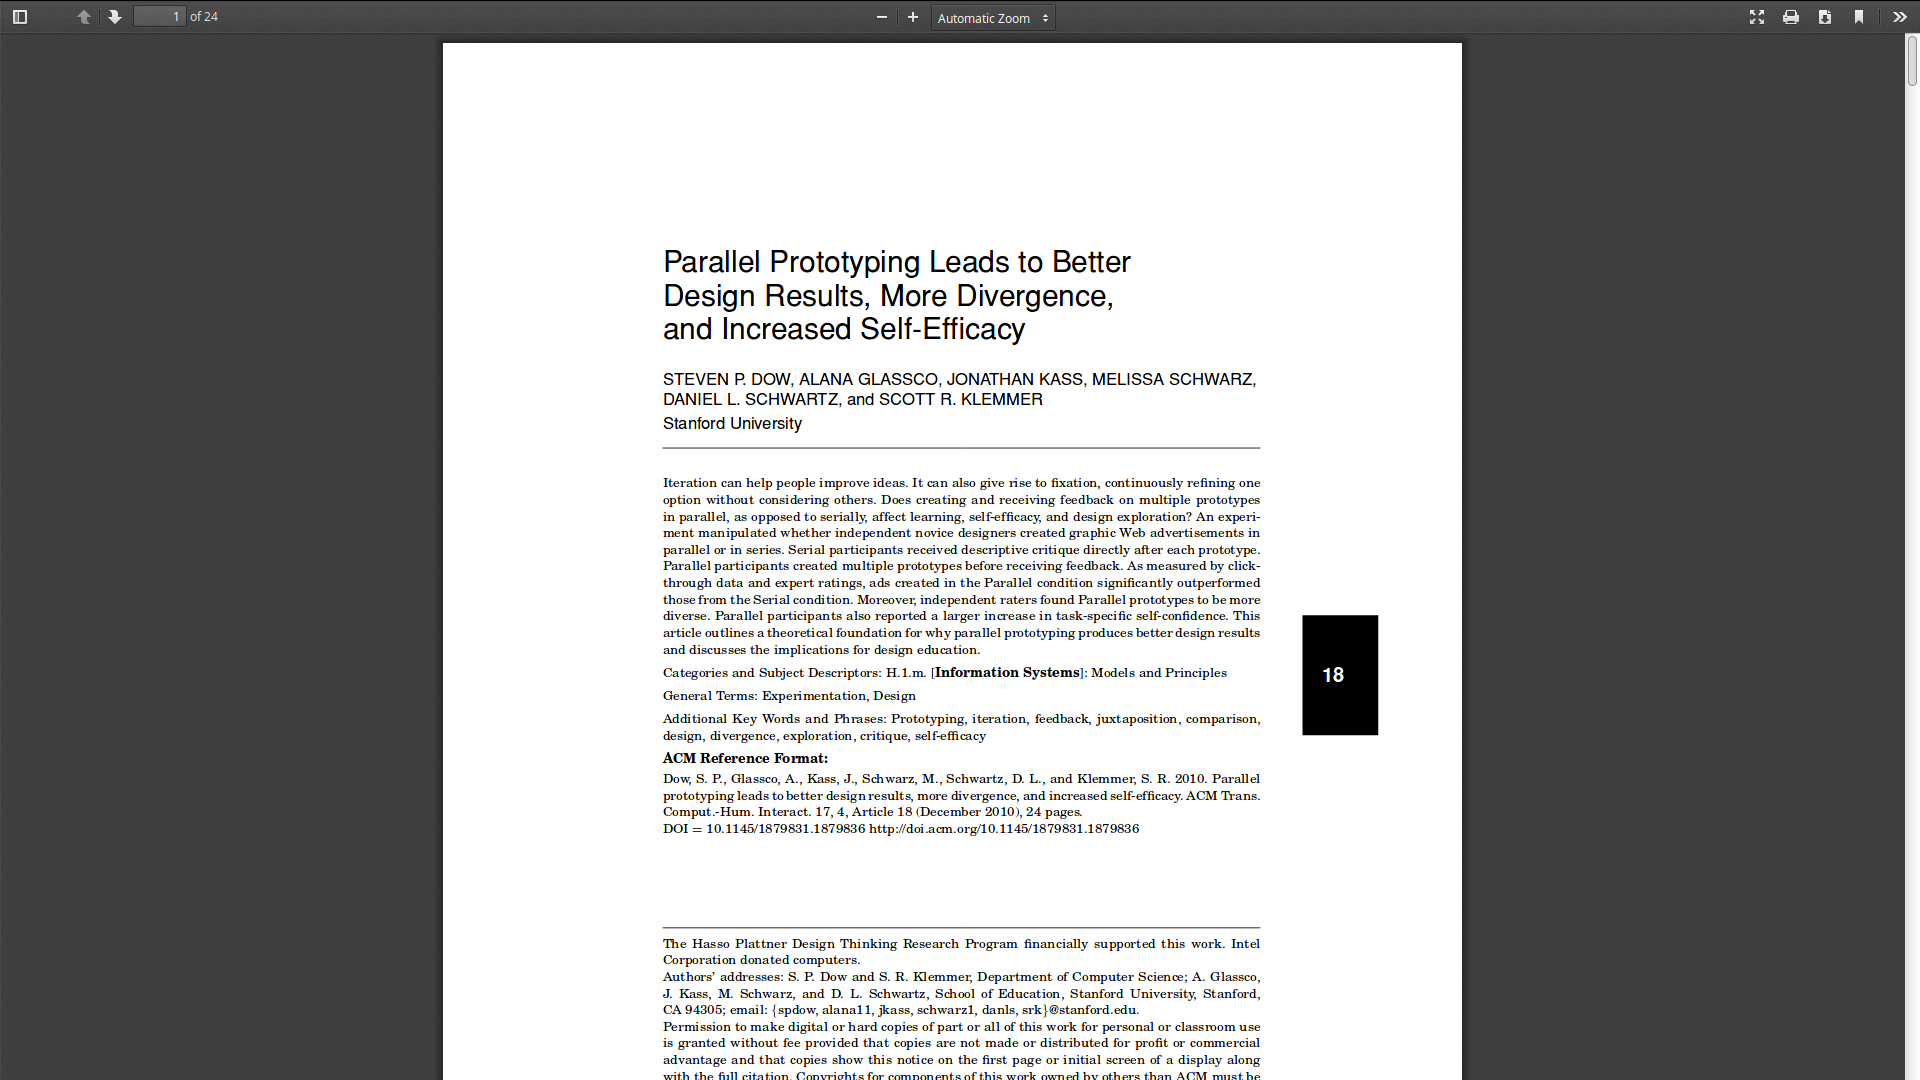 1 of 24
Automatic Zoom
Parallel Prototyping Leads to Better
Design Results, More Divergence,
and Increased Self-Efficacy
STEVEN P. DOW, ALANA GLASSCO, JONATHAN KASS, MELISSA SCHWARZ,
DANIEL L. SCHWARTZ, and SCOTT R. KLEMMER
Stanford University
Iteration can help people improve ideas. It can also give rise to fixation, continuously refining one
option without considering others. Does creating and receiving feedback on multiple prototypes
in parallel, as opposed to serially, affect learning, self-efficacy, and design exploration? An experi-
ment manipulated whether independent novice designers created graphic Web advertisements in
parallel or in series. Serial participants received descriptive critique directly after each prototype.
Parallel participants created multiple prototypes before receiving feedback. As measured by click-
through data and expert ratings, ads created in the Parallel condition significantly outperformed
those from the Serial condition. Moreover, independent raters found Parallel prototypes to be more
diverse. Parallel participants also reported a larger increase in task-specific self-confidence. This
article outlines a theoretical foundation for why parallel prototyping produces better design results
and discusses the implications for design education.
Categories and Subject Descriptors: H.1.m. [Information Systems]: Models and Principles
General Terms: Experimentation, Design
Additional Key Words and Phrases: Prototyping, iteration, feedback, juxtaposition, comparison,
design, divergence, exploration, critique, self-efficacy
ACM Reference Format:
Dow, S. P., Glassco, A., Kass, J., Schwarz, M., Schwartz, D. L., and Klemmer, S. R. 2010. Parallel
prototyping leads to better design results, more divergence, and increased self-efficacy. ACM Trans.
Comput.-Hum. Interact. 17, 4, Article 18 (December 2010), 24 pages.
DOI = 10.1145/1879831.1879836 http://doi.acm.org/10.1145/1879831.1879836
18
The Hasso Plattner Design Thinking Research Program financially supported this work. Intel
Corporation donated computers.
Authors' addresses: S. P. Dow and S. R. Klemmer, Department of Computer Science; A. Glassco,
J. Kass, M. Schwarz, and D. L. Schwartz, School of Education, Stanford University, Stanford,
CA 94305; email: {spdow, alana11, jkass, schwarz1, danls, srk}@stanford.edu.
Permission to make digital or hard copies of part or all of this work for personal or classroom use
is granted without fee provided that copies are not made or distributed for profit or commercial
advantage and that copies show this notice on the first page or initial screen of a display along
with the full citation. Copyrights for components of this work owned by others than ACM must be